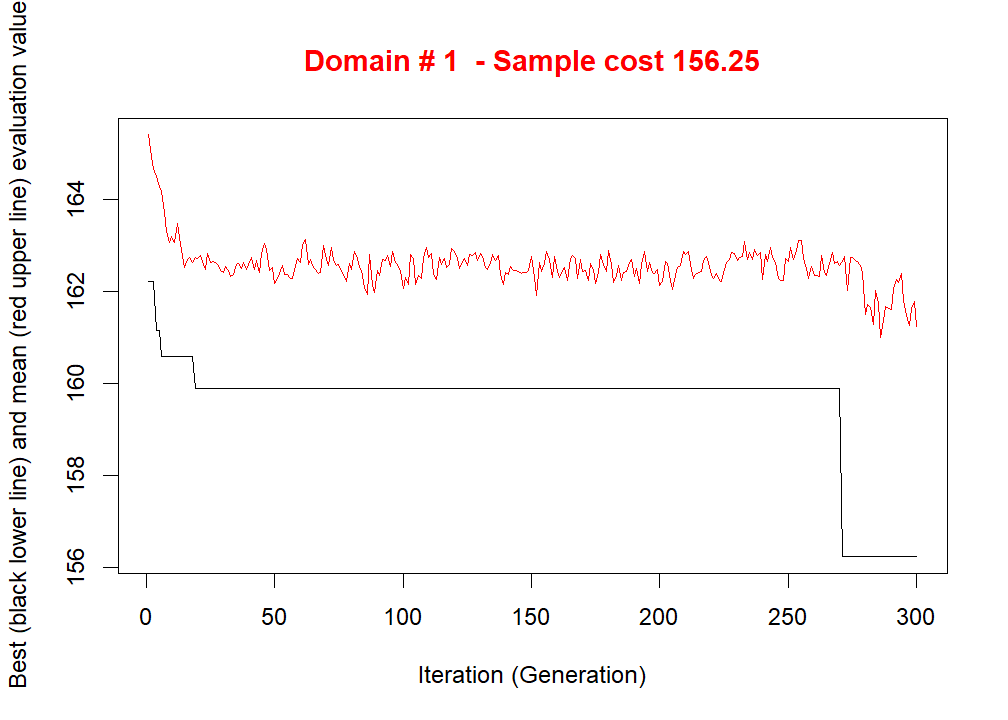 Domain # 1  - Sample cost 156.25
Best (black lower line) and mean (red upper line) evaluation value
164
162
160
158
156
0 50 100 150 200 250 300
Iteration (Generation)